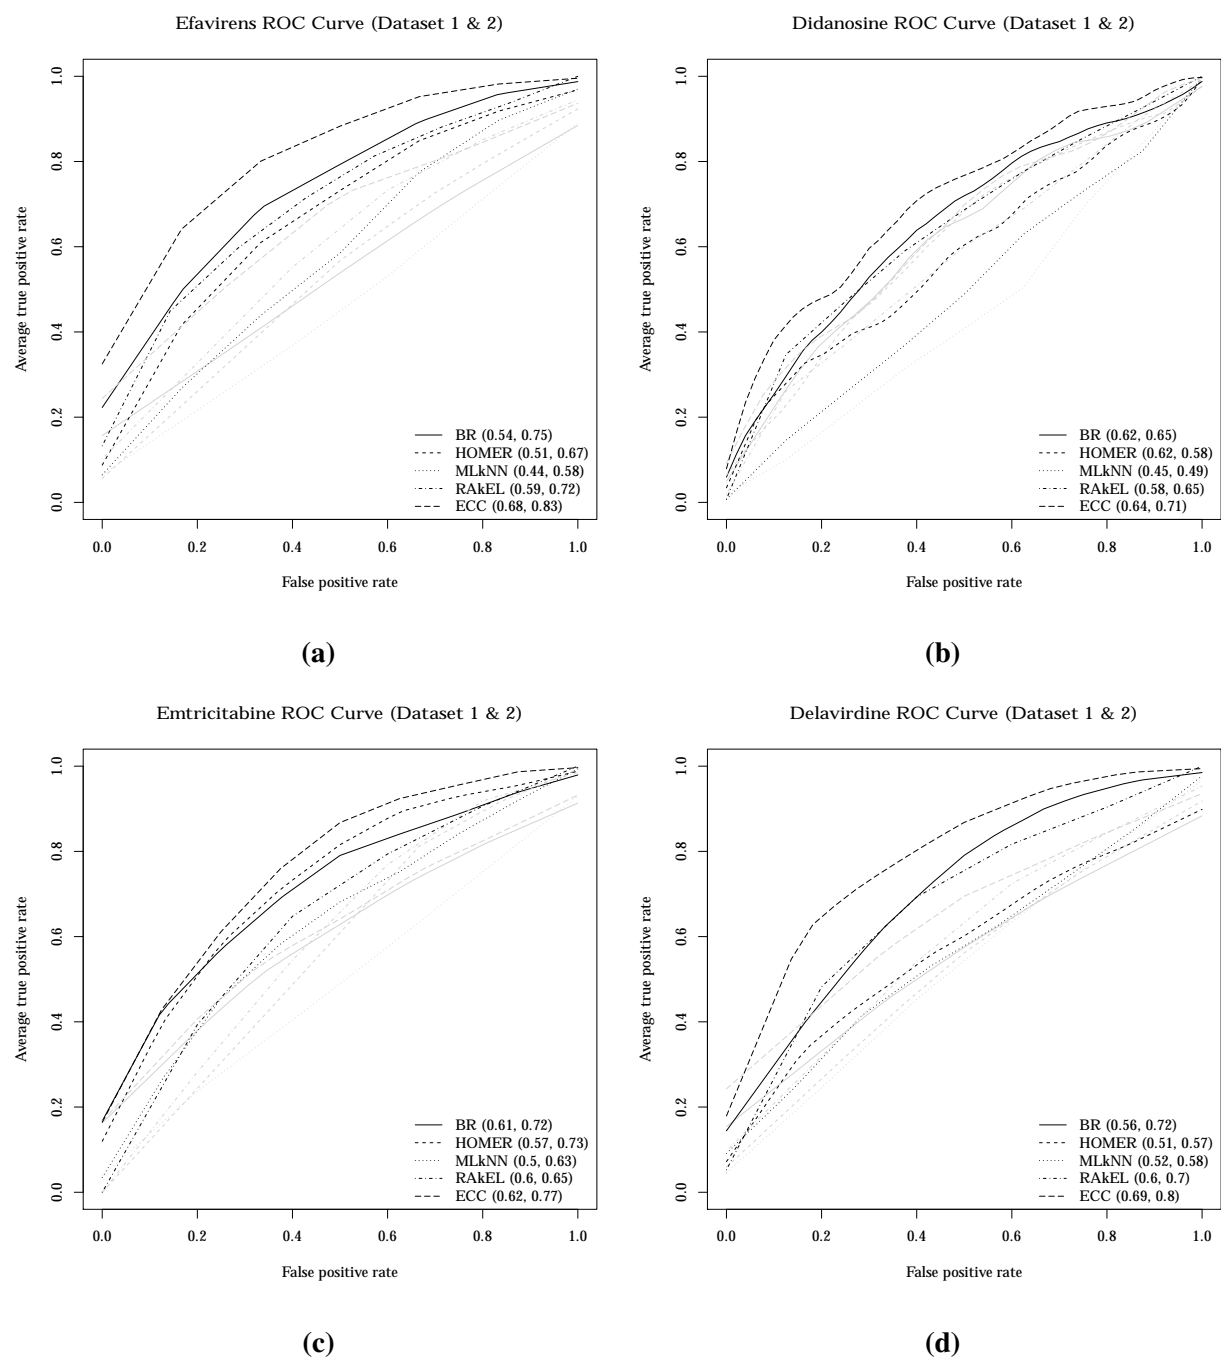 Efavirens ROC Curve (Dataset 1 & 2)
Average true positive rate
1.0
0.8
0.6
0.4
0.2
0.0
BR (0.54, 0.75)
HOMER (0.51, 0.67)
MLkNN (0.44, 0.58)
RAkEL (0.59, 0.72)
ECC (0.68, 0.83)
0.0 0.2 0.4 0.6 0.8 1.0
False positive rate
(a)
Didanosine ROC Curve (Dataset 1 & 2)
Average true positive rate
1.0
0.8
0.6
0.4
0.2
0.0
BR (0.62, 0.65)
HOMER (0.62, 0.58)
MLkNN (0.45, 0.49)
RAkEL (0.58, 0.65)
ECC (0.64, 0.71)
0.0 0.2 0.4 0.6 0.8 1.0
False positive rate
(b)
Emtricitabine ROC Curve (Dataset 1 & 2)
Average true positive rate
1.0
0.8
0.6
0.4
0.2
0.0
BR (0.61, 0.72)
HOMER (0.57, 0.73)
MLkNN (0.5, 0.63)
RAkEL (0.6, 0.65)
ECC (0.62, 0.77)
0.0 0.2 0.4 0.6 0.8 1.0
False positive rate
(c)
Delavirdine ROC Curve (Dataset 1 & 2)
Average true positive rate
1.0
0.8
0.6
0.4
0.2
0.0
BR (0.56, 0.72)
HOMER (0.51, 0.57)
MLkNN (0.52, 0.58)
RAkEL (0.6, 0.7)
ECC (0.69, 0.8)
0.0 0.2 0.4 0.6 0.8 1.0
False positive rate
(d)